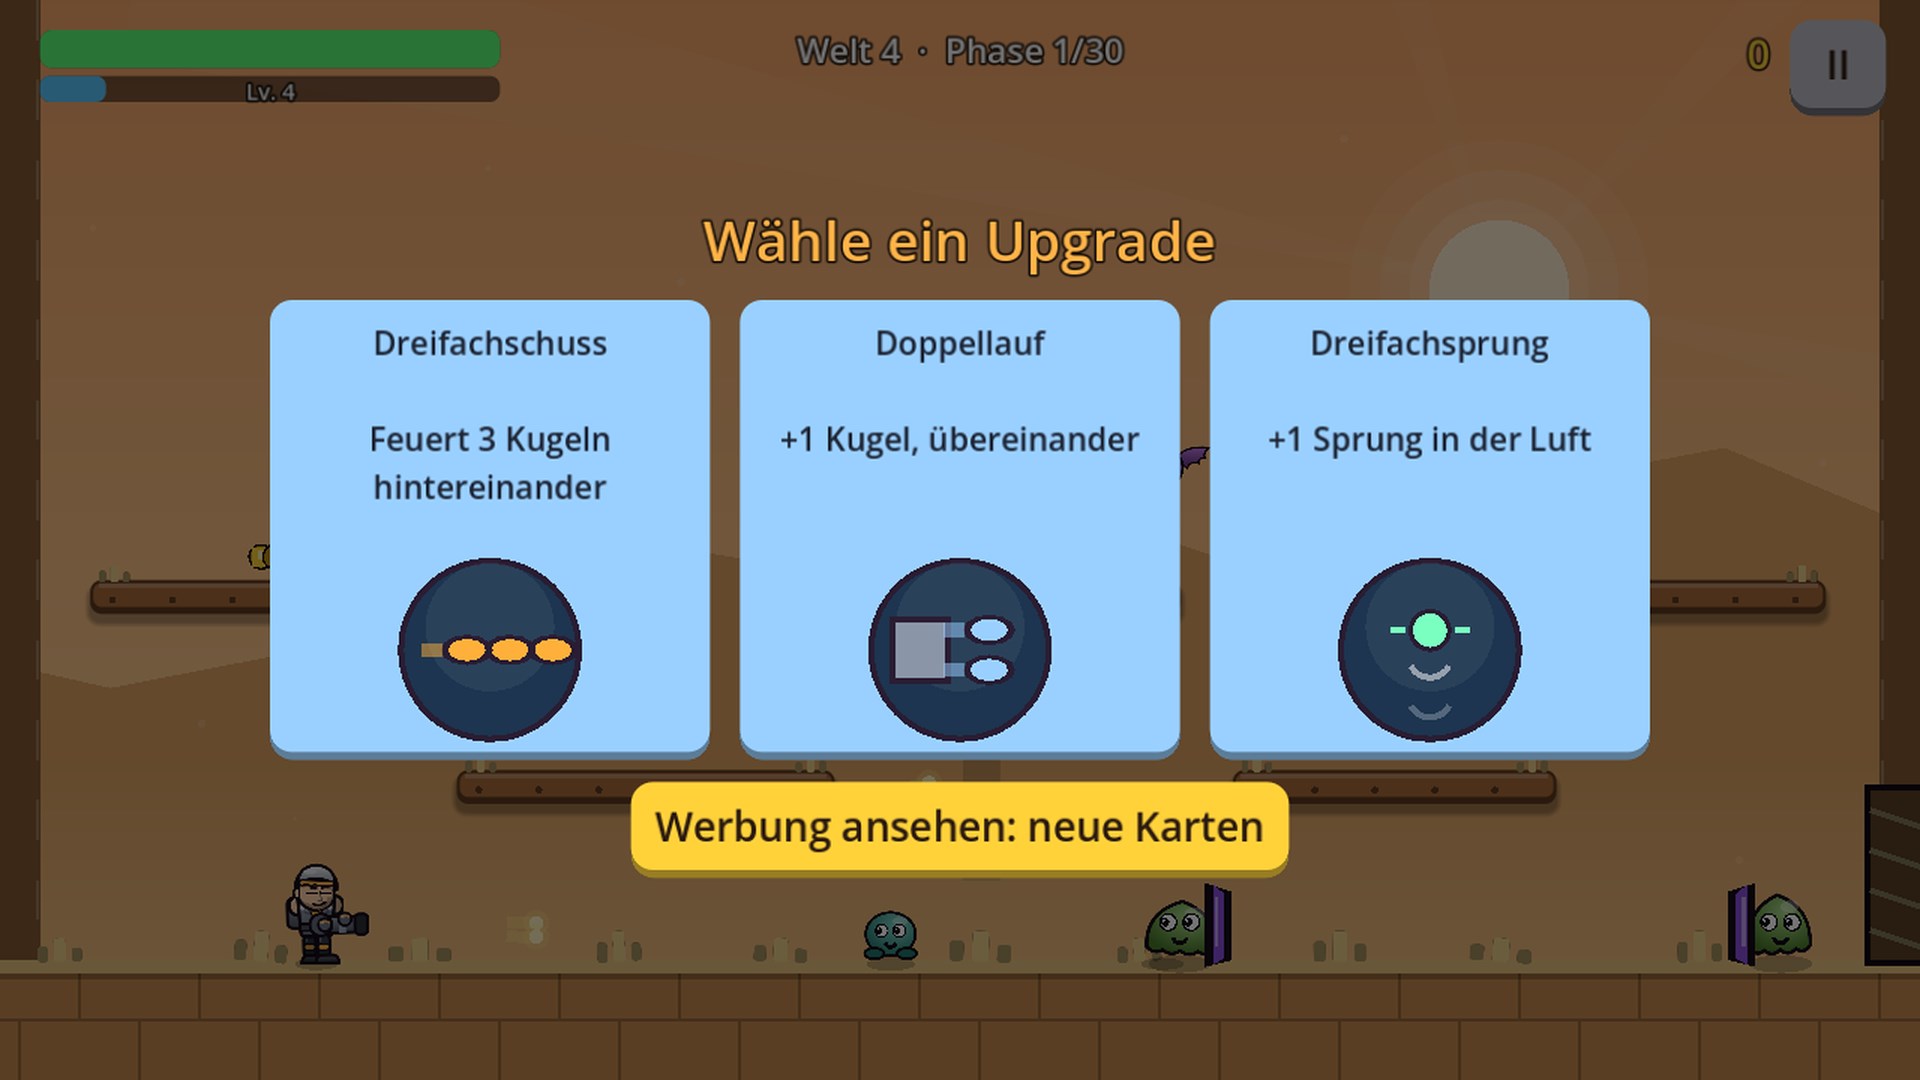 Welt 4 · Phase 1/30
0
Lv. 4
Wähle ein Upgrade
Dreifachschuss
Feuert 3 Kugeln
hintereinander
Doppellauf
+1 Kugel, übereinander
Dreifachsprung
+1 Sprung in der Luft
Werbung ansehen: neue Karten